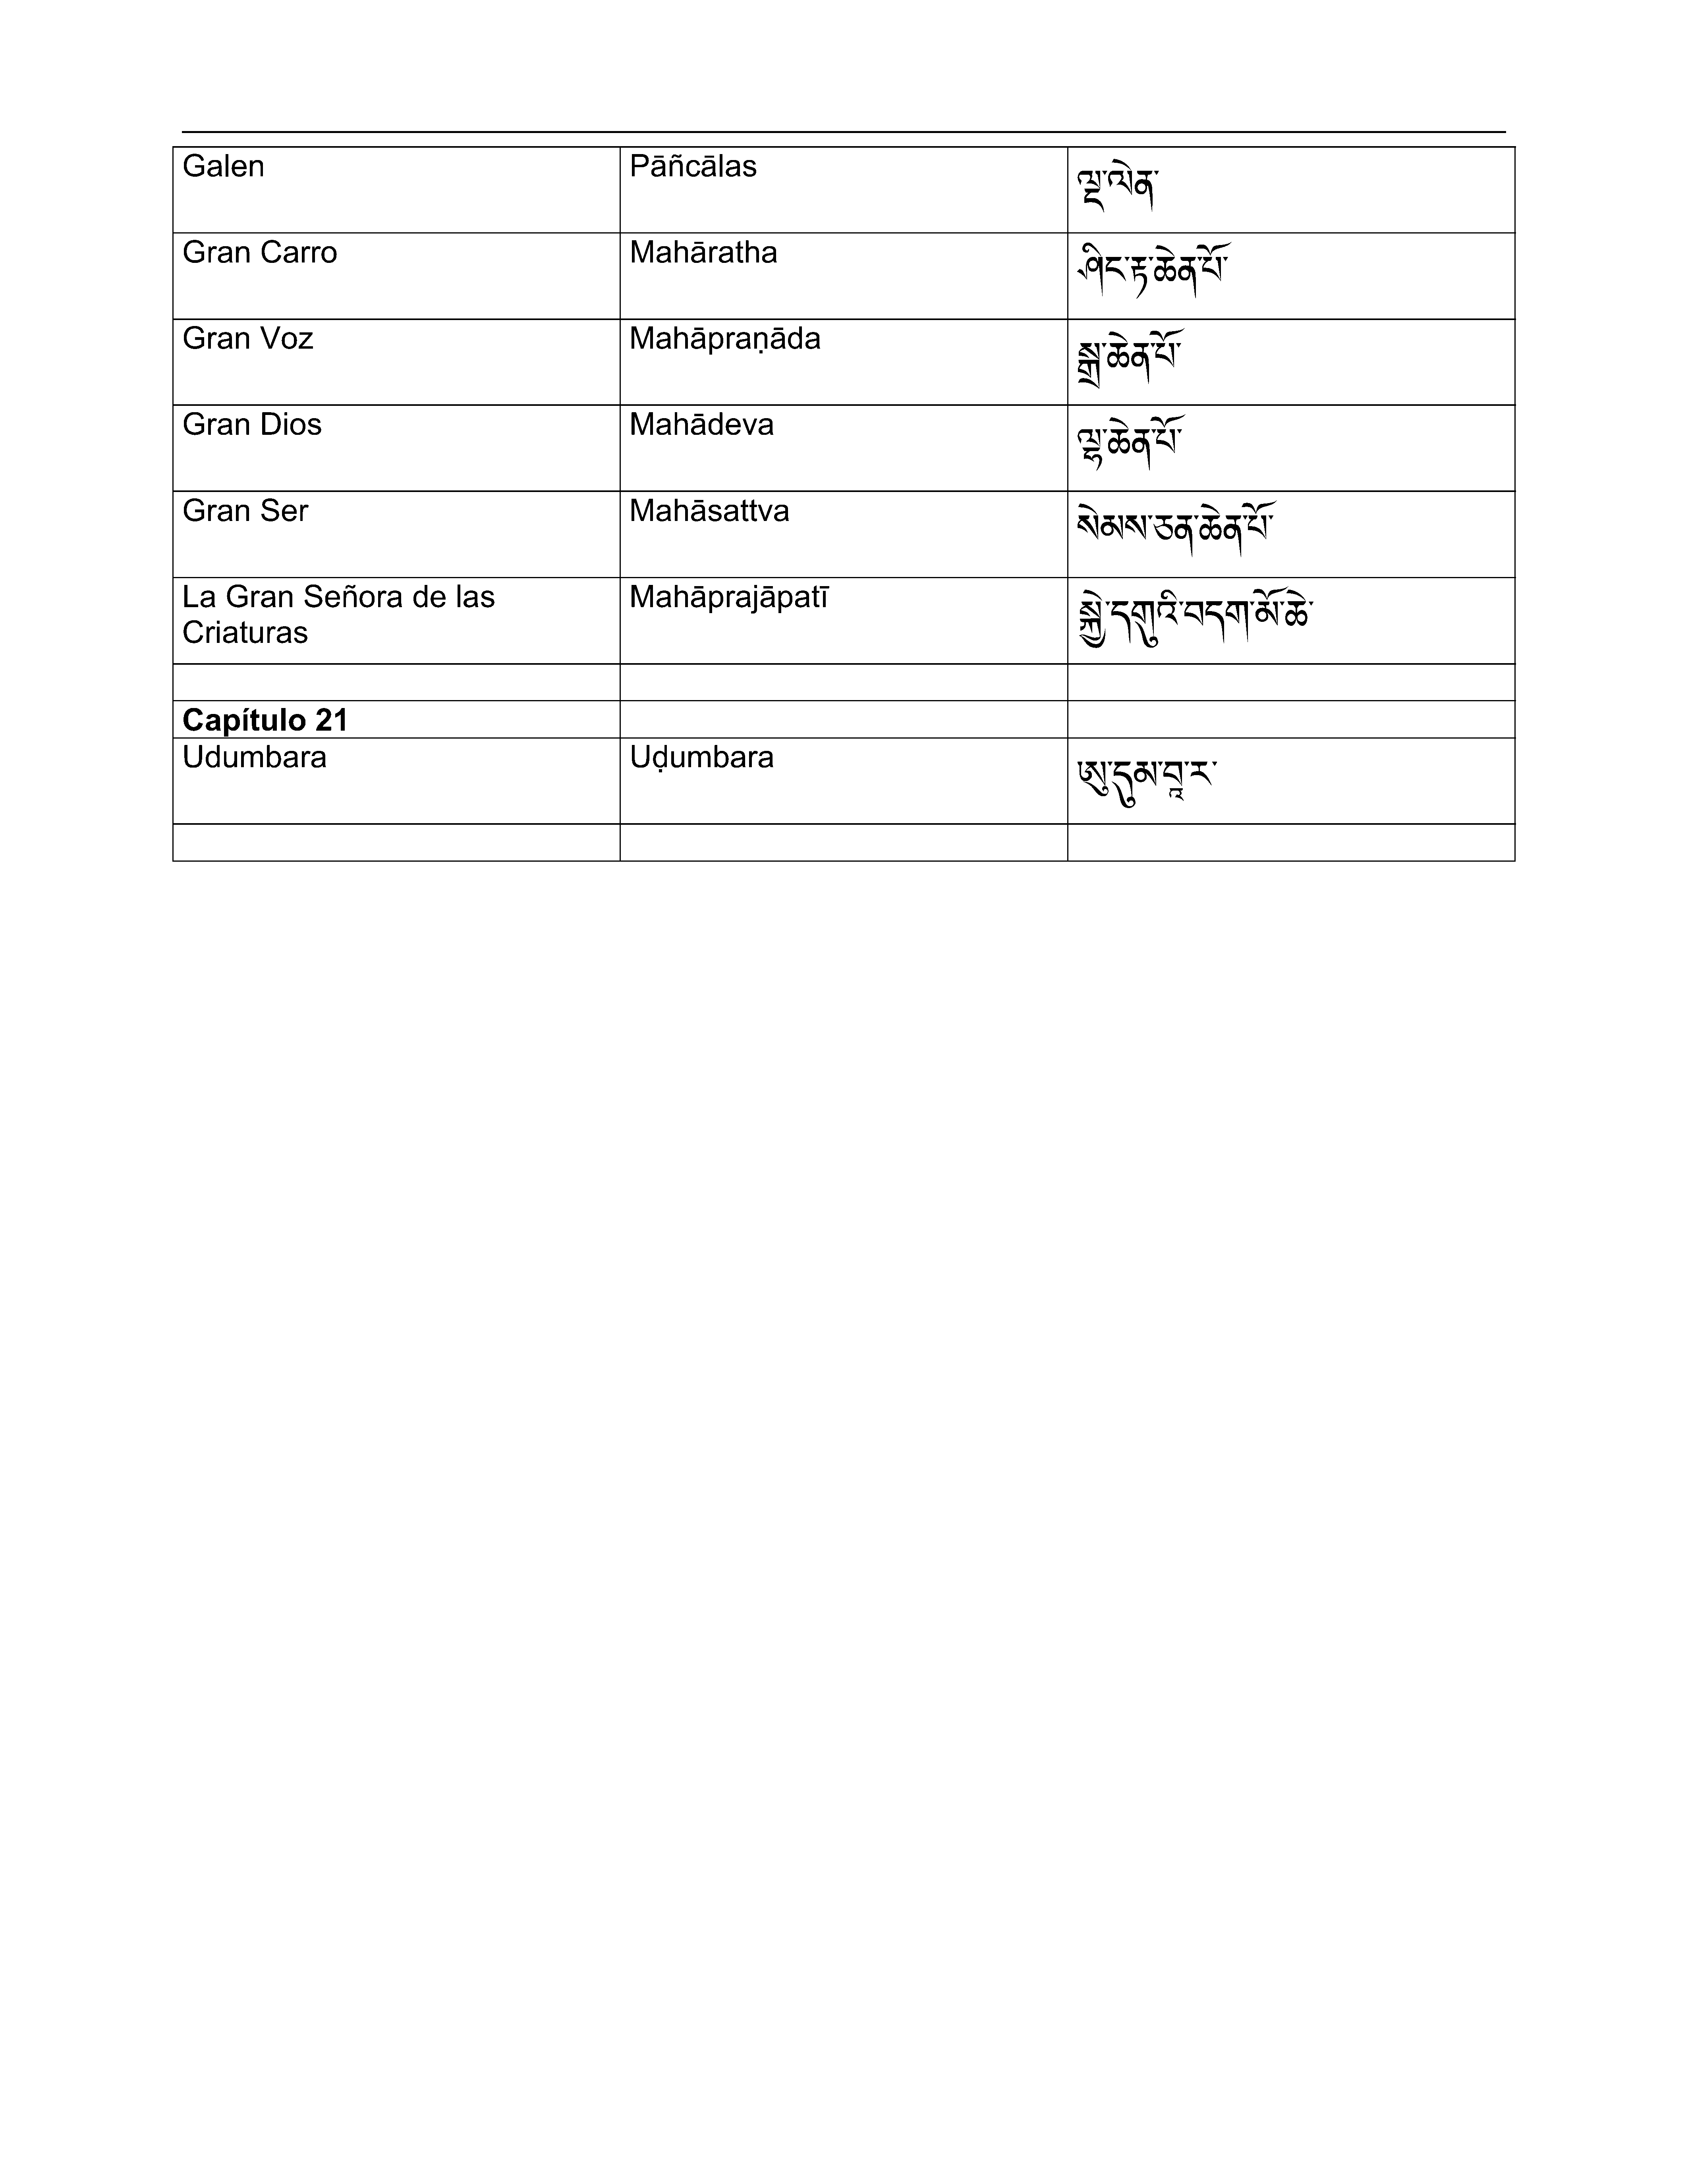 Galen Pāñcālas ལྔ་ལེན་
Gran Carro Mahāratha ཤིང་རྟ་ཆེན་པོ་
Gran Voz Mahāpraṇāda སྒྲ་ཆེན་པོ་
Gran Dios Mahādeva ལྷ་ཆེན་པོ་
Gran Ser Mahāsattva སེམས་ཅན་ཆེན་པོ་
La Gran Señora de las Mahāprajāpatī སྐྱེ་དགུའི་བདག་མོ་ཆེ་
Criaturas
Capítulo 21
Udumbara Uḍumbara ཨུ་དུམ་བཱ་ར་